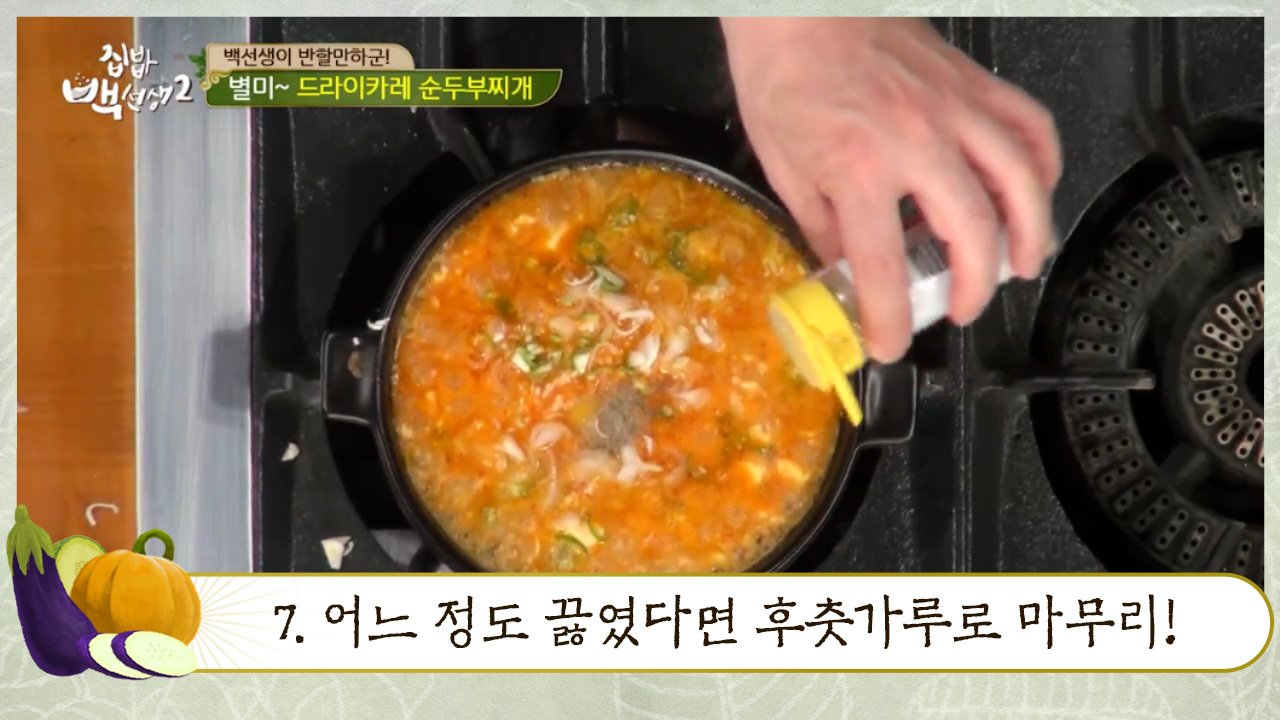 집밥
백선생2
백선생이 반할만하군!
별미~ 드라이카레 순두부찌개
7. 어느 정도 끓였다면 후춧가루로 마무리!